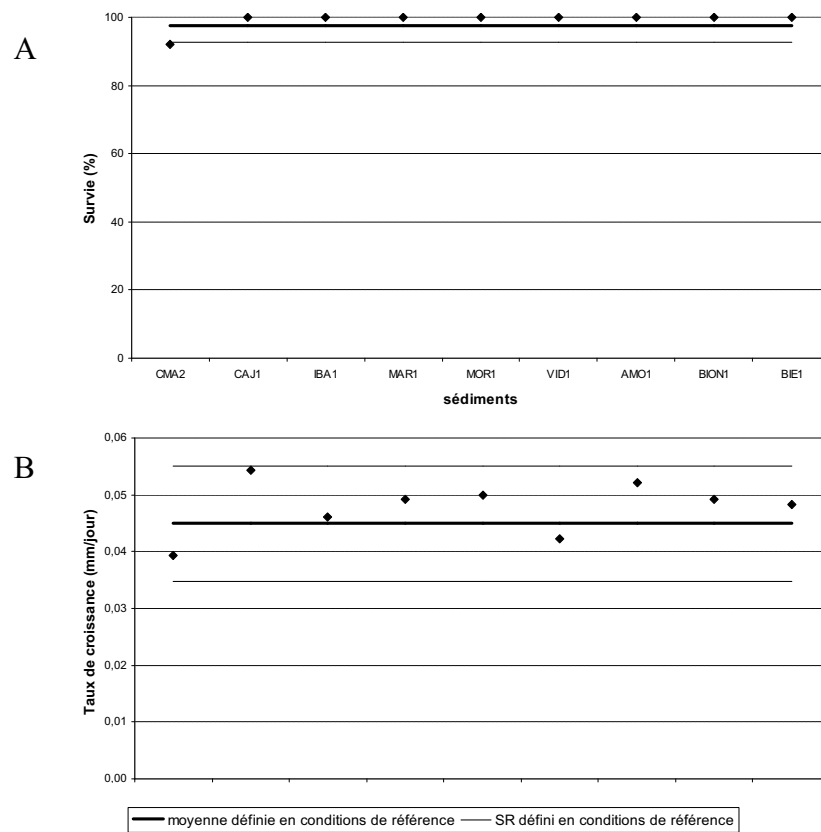 A
100
80
60
40
20
0
Survie (%)
CMA2 CAJ1 IBA1 MAR1 MOR1 VID1 AMO1 BION1 BIE1
sédiments
B
0,06
0,05
0,04
0,03
0,02
0,01
0,00
Taux de croissance (mm/jour)
moyenne définie en conditions de référence SR défini en conditions de référence